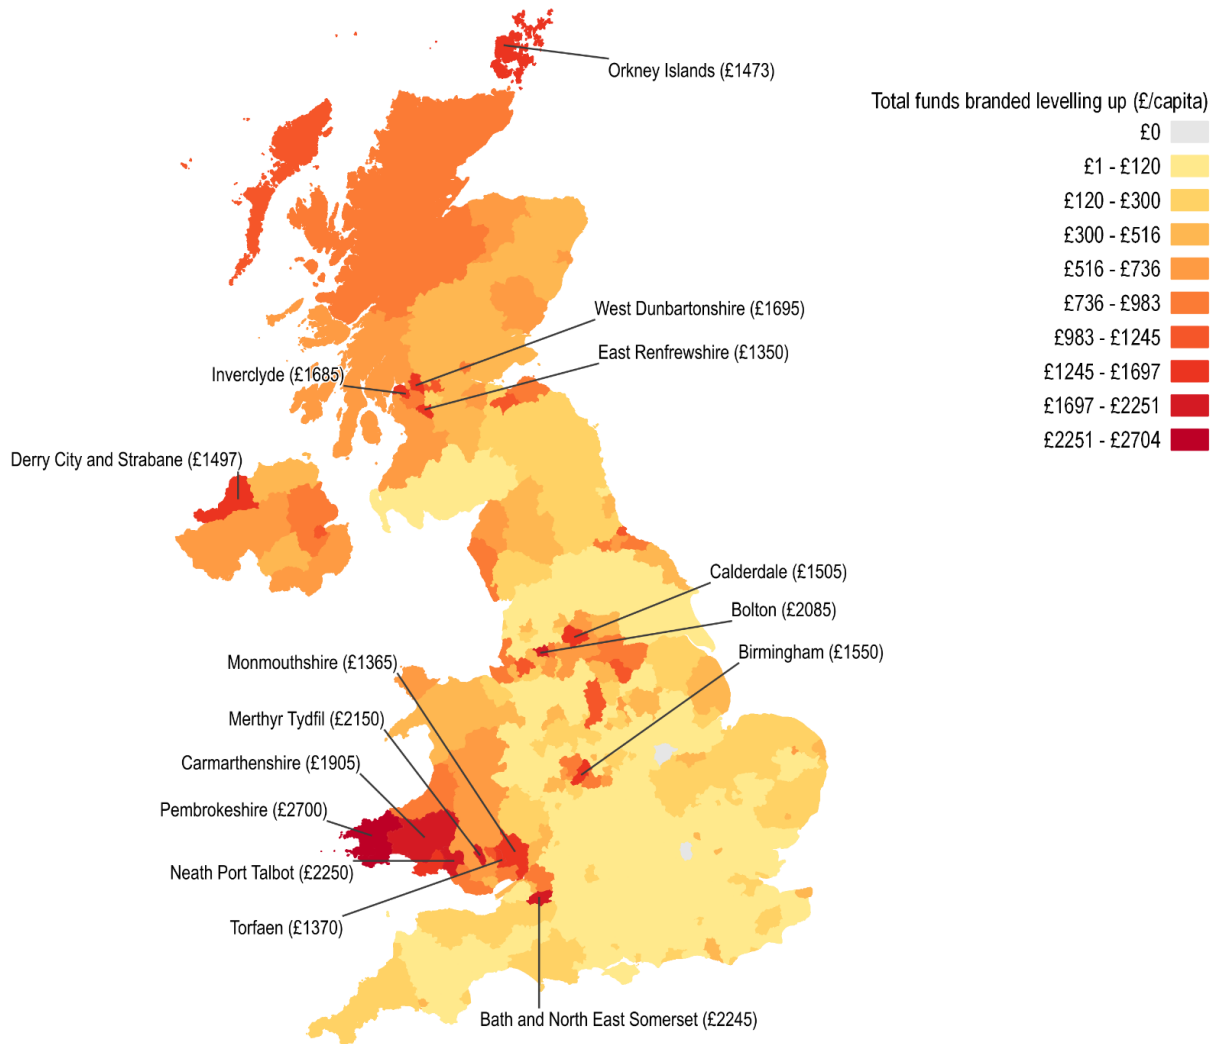 Orkney Islands (£1473)
Total funds branded levelling up (£/capita)
£0
£1 - £120
£120 - £300
£300 - £516
£516 - £736
£736 - £983
£983 - £1245
£1245 - £1697
£1697 - £2251
£2251 - £2704
West Dunbartonshire (£1695)
East Renfrewshire (£1350)
Inverclyde (£1685)
Derry City and Strabane (£1497)
Calderdale (£1505)
Bolton (£2085)
Birmingham (£1550)
Monmouthshire (£1365)
Merthyr Tydfil (£2150)
Carmarthenshire (£1905)
Pembrokeshire (£2700)
Neath Port Talbot (£2250)
Torfaen (£1370)
Bath and North East Somerset (£2245)